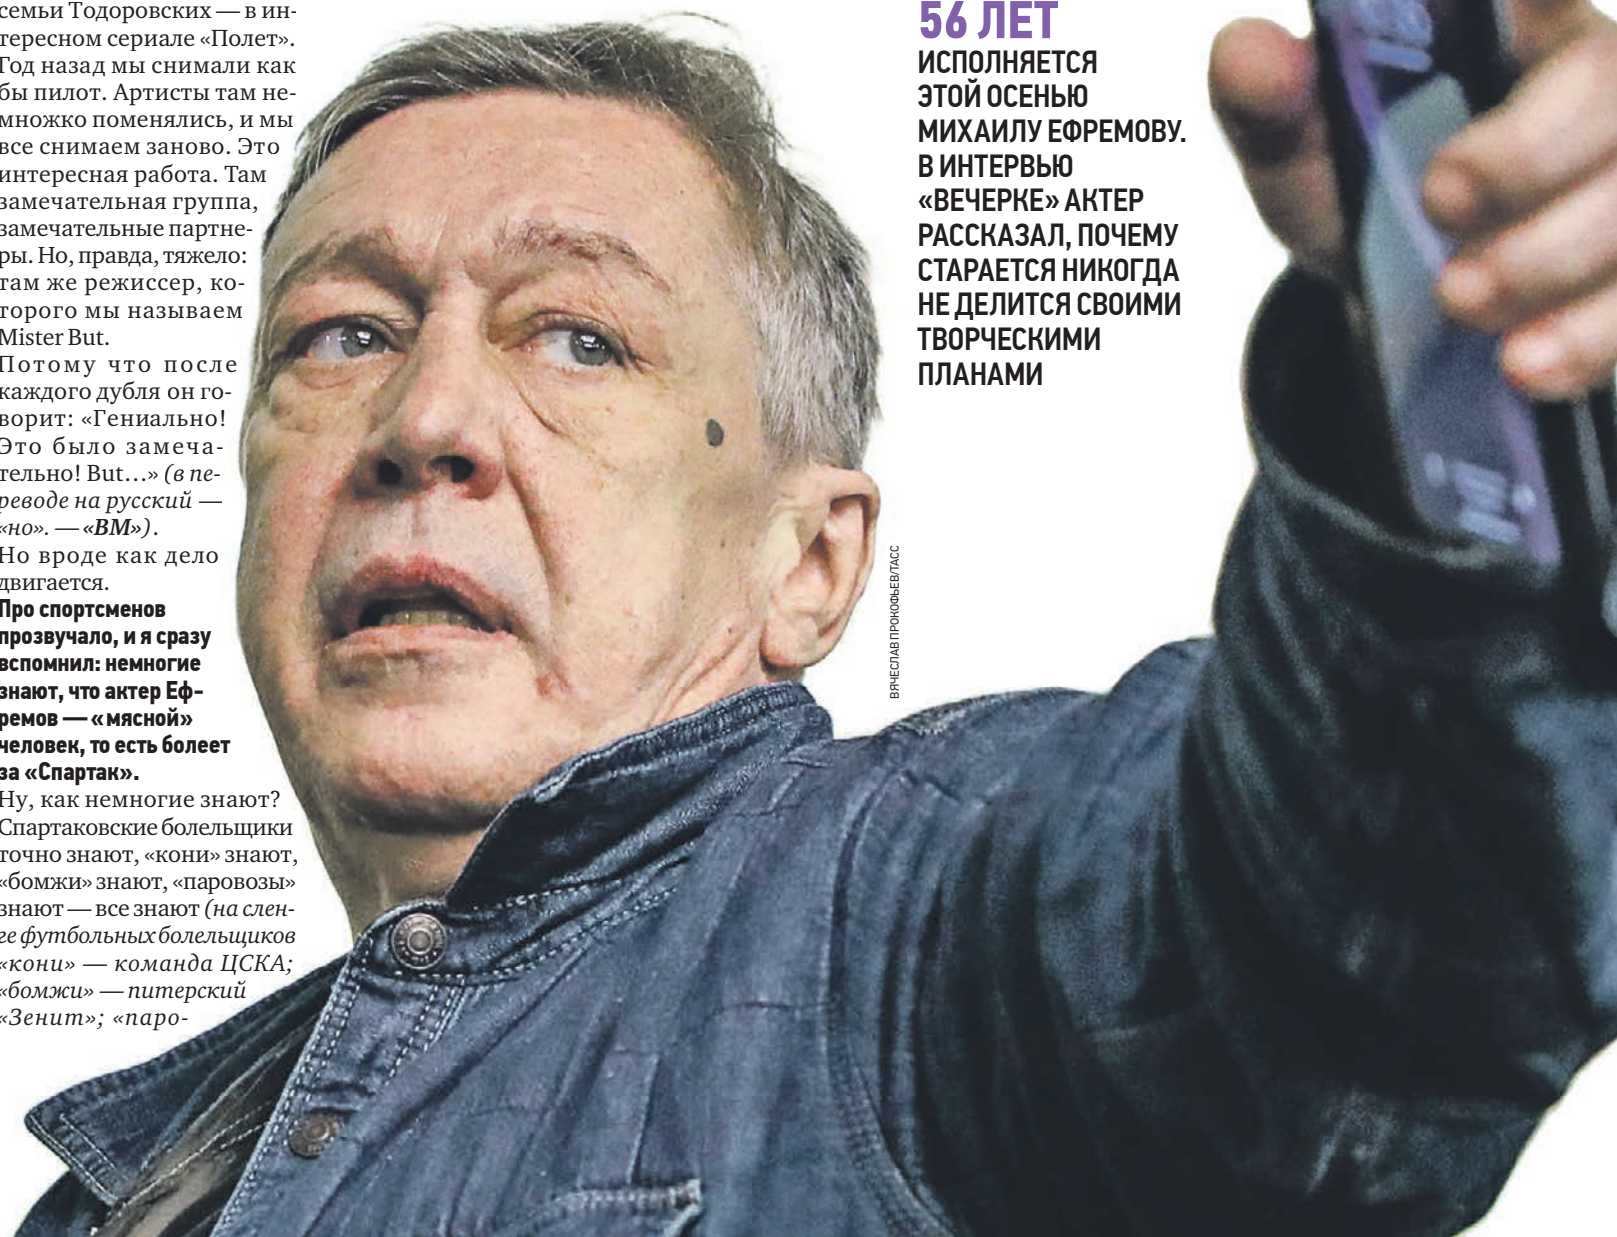 семьи Тодоровских — в ин-
тересном сериале «Полет».
Год назад мы снимали как
бы пилот. Артисты там не-
множко поменялись, и мы
все снимаем заново. Это
интересная работа. Там
замечательная группа,
замечательные партне-
ры. Но, правда, тяжело:
там же режиссер, ко-
торого мы называем
Mister But.
Потому что после
каждого дубля он го-
ворит: «Гениально!
Это было замеча-
тельно! But…» (в пе-
реводе на русский —
«но». — «ВМ»).
Но вроде как дело
двигается.
Про спортсменов
прозвучало, и я сразу
вспомнил: немногие
знают, что актер Еф-
ремов — «мясной»
человек, то есть болеет
за «Спартак».
Ну, как немногие знают?
Спартаковские болельщики
точно знают, «кони» знают,
«бомжи» знают, «паровозы»
знают — все знают (на слен-
ге футбольных болельщиков
«кони» — команда ЦСКА;
«бомжи» — питерский
«Зенит»; «паро-
56 ЛЕТ
ИСПОЛНЯЕТСЯ
ЭТОЙ ОСЕНЬЮ
МИХАИЛУ ЕФРЕМОВУ.
В ИНТЕРВЬЮ
«ВЕЧЕРКЕ» АКТЕР
РАССКАЗАЛ, ПОЧЕМУ
СТАРАЕТСЯ НИКОГДА
НЕ ДЕЛИТСЯ СВОИМИ
ТВОРЧЕСКИМИ
ПЛАНАМИ
ВЯЧЕСЛАВ ПРОКОФЬЕВ/ТАСС